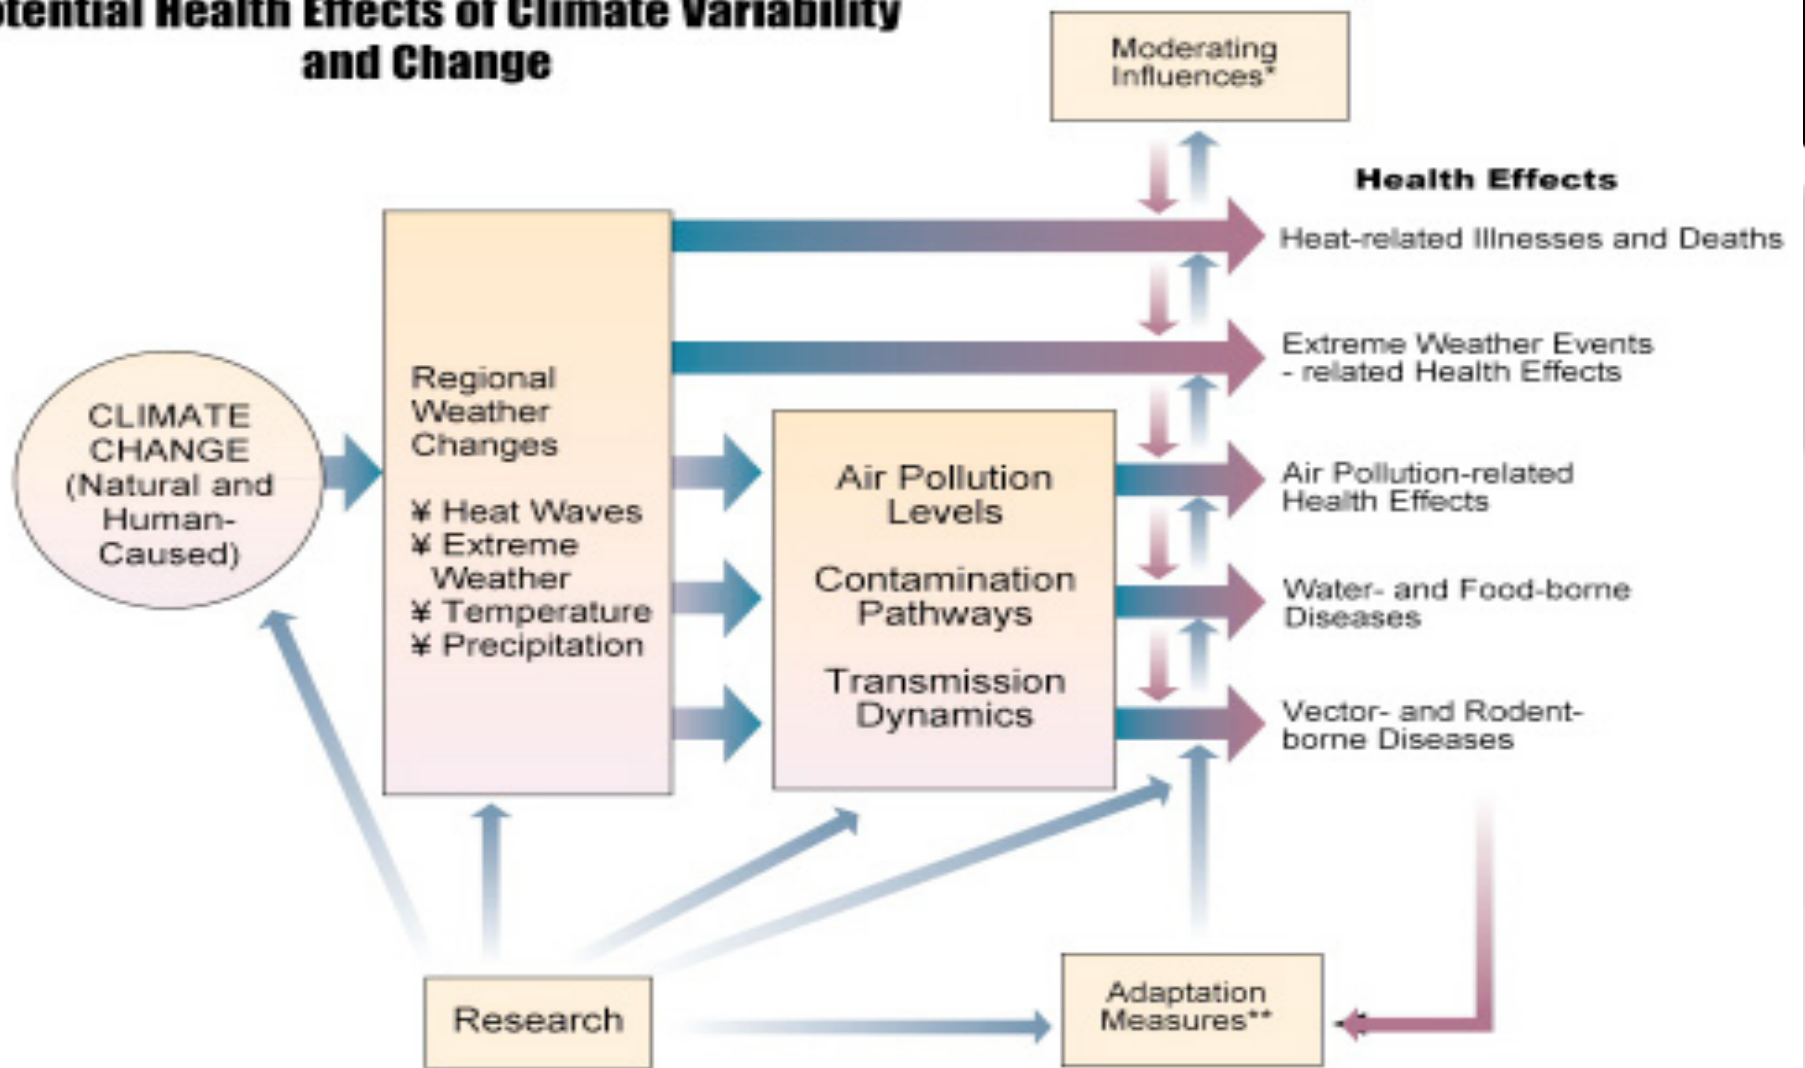 otential Health Effects of Climate Variability
and Change
Moderating
Influences*
Health Effects
Heat-related Illnesses and Deaths
Extreme Weather Events
- related Health Effects
Air Pollution-related
Health Effects
Water- and Food-borne
Diseases
Vector- and Rodent-
borne Diseases
CLIMATE
CHANGE
(Natural and
Human-
Caused)
Regional
Weather
Changes
¥ Heat Waves
¥ Extreme
Weather
¥ Temperature
¥ Precipitation
Air Pollution
Levels
Contamination
Pathways
Transmission
Dynamics
Research
Adaptation
Measures**